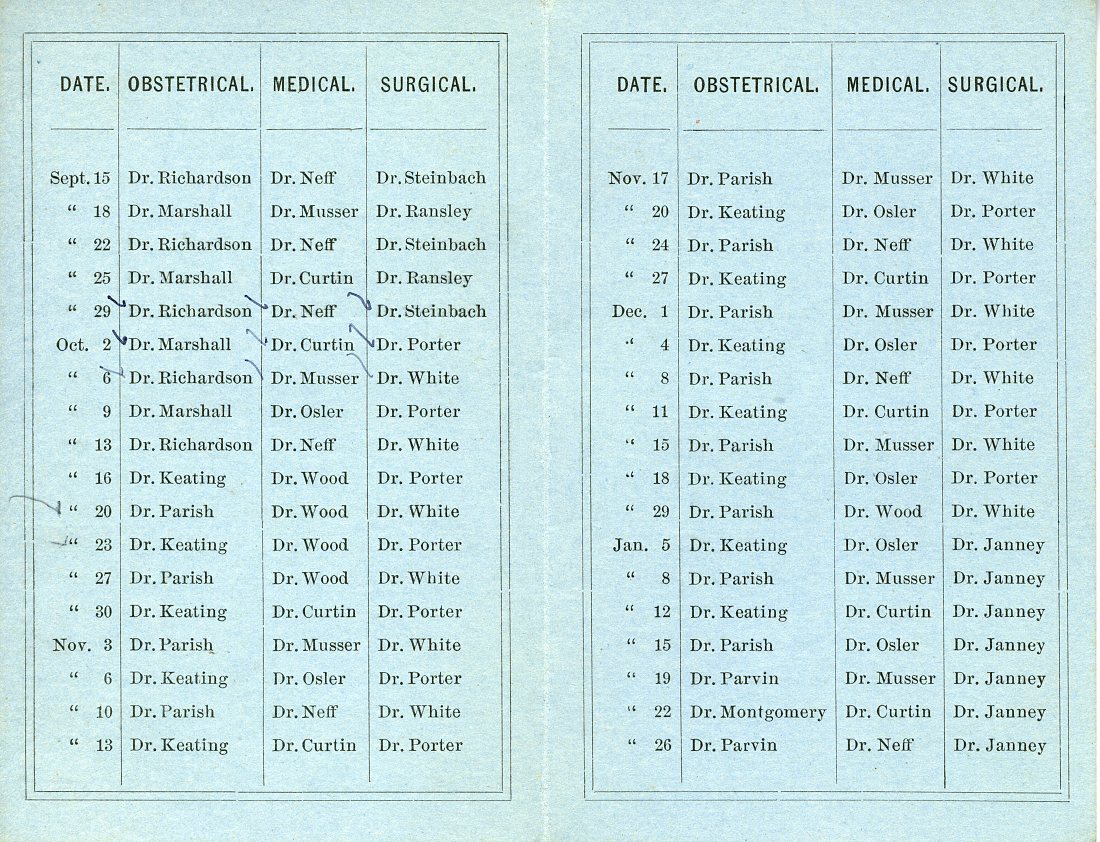 DATE. OBSTETRICAL. MEDICAL. SURGICAL.
Sept. 15 Dr. Richardson Dr. Neff Dr. Steinbach
“ 18 Dr. Marshall Dr. Musser Dr. Ransley
“ 22 Dr. Richardson Dr. Neff Dr. Steinbach
“ 25 Dr. Marshall Dr. Curtin Dr. Ransley
“ 29 Dr. Richardson Dr. Neff Dr. Steinbach
Oct. 2 Dr. Marshall Dr. Curtin Dr. Porter
“ 6 Dr. Richardson Dr. Musser Dr. White
“ 9 Dr. Marshall Dr. Osler Dr. Porter
“ 13 Dr. Richardson Dr. Neff Dr. White
“ 16 Dr. Keating Dr. Wood Dr. Porter
“ 20 Dr. Parish Dr. Wood Dr. White
“ 23 Dr. Keating Dr. Wood Dr. Porter
“ 27 Dr. Parish Dr. Wood Dr. White
“ 30 Dr. Keating Dr. Curtin Dr. Porter
Nov. 3 Dr. Parish Dr. Musser Dr. White
“ 6 Dr. Keating Dr. Osler Dr. Porter
“ 10 Dr. Parish Dr. Neff Dr. White
“ 13 Dr. Keating Dr. Curtin Dr. Porter
DATE. OBSTETRICAL. MEDICAL. SURGICAL.
Nov. 17 Dr. Parish Dr. Musser Dr. White
“ 20 Dr. Keating Dr. Osler Dr. Porter
“ 24 Dr. Parish Dr. Neff Dr. White
“ 27 Dr. Keating Dr. Curtin Dr. Porter
Dec. 1 Dr. Parish Dr. Musser Dr. White
“ 4 Dr. Keating Dr. Osler Dr. Porter
“ 8 Dr. Parish Dr. Neff Dr. White
“ 11 Dr. Keating Dr. Curtin Dr. Porter
“ 15 Dr. Parish Dr. Musser Dr. White
“ 18 Dr. Keating Dr. Osler Dr. Porter
“ 29 Dr. Parish Dr. Wood Dr. White
Jan. 5 Dr. Keating Dr. Osler Dr. Janney
“ 8 Dr. Parish Dr. Musser Dr. Janney
“ 12 Dr. Keating Dr. Curtin Dr. Janney
“ 15 Dr. Parish Dr. Osler Dr. Janney
“ 19 Dr. Parvin Dr. Musser Dr. Janney
“ 22 Dr. Montgomery Dr. Curtin Dr. Janney
“ 26 Dr. Parvin Dr. Neff Dr. Janney